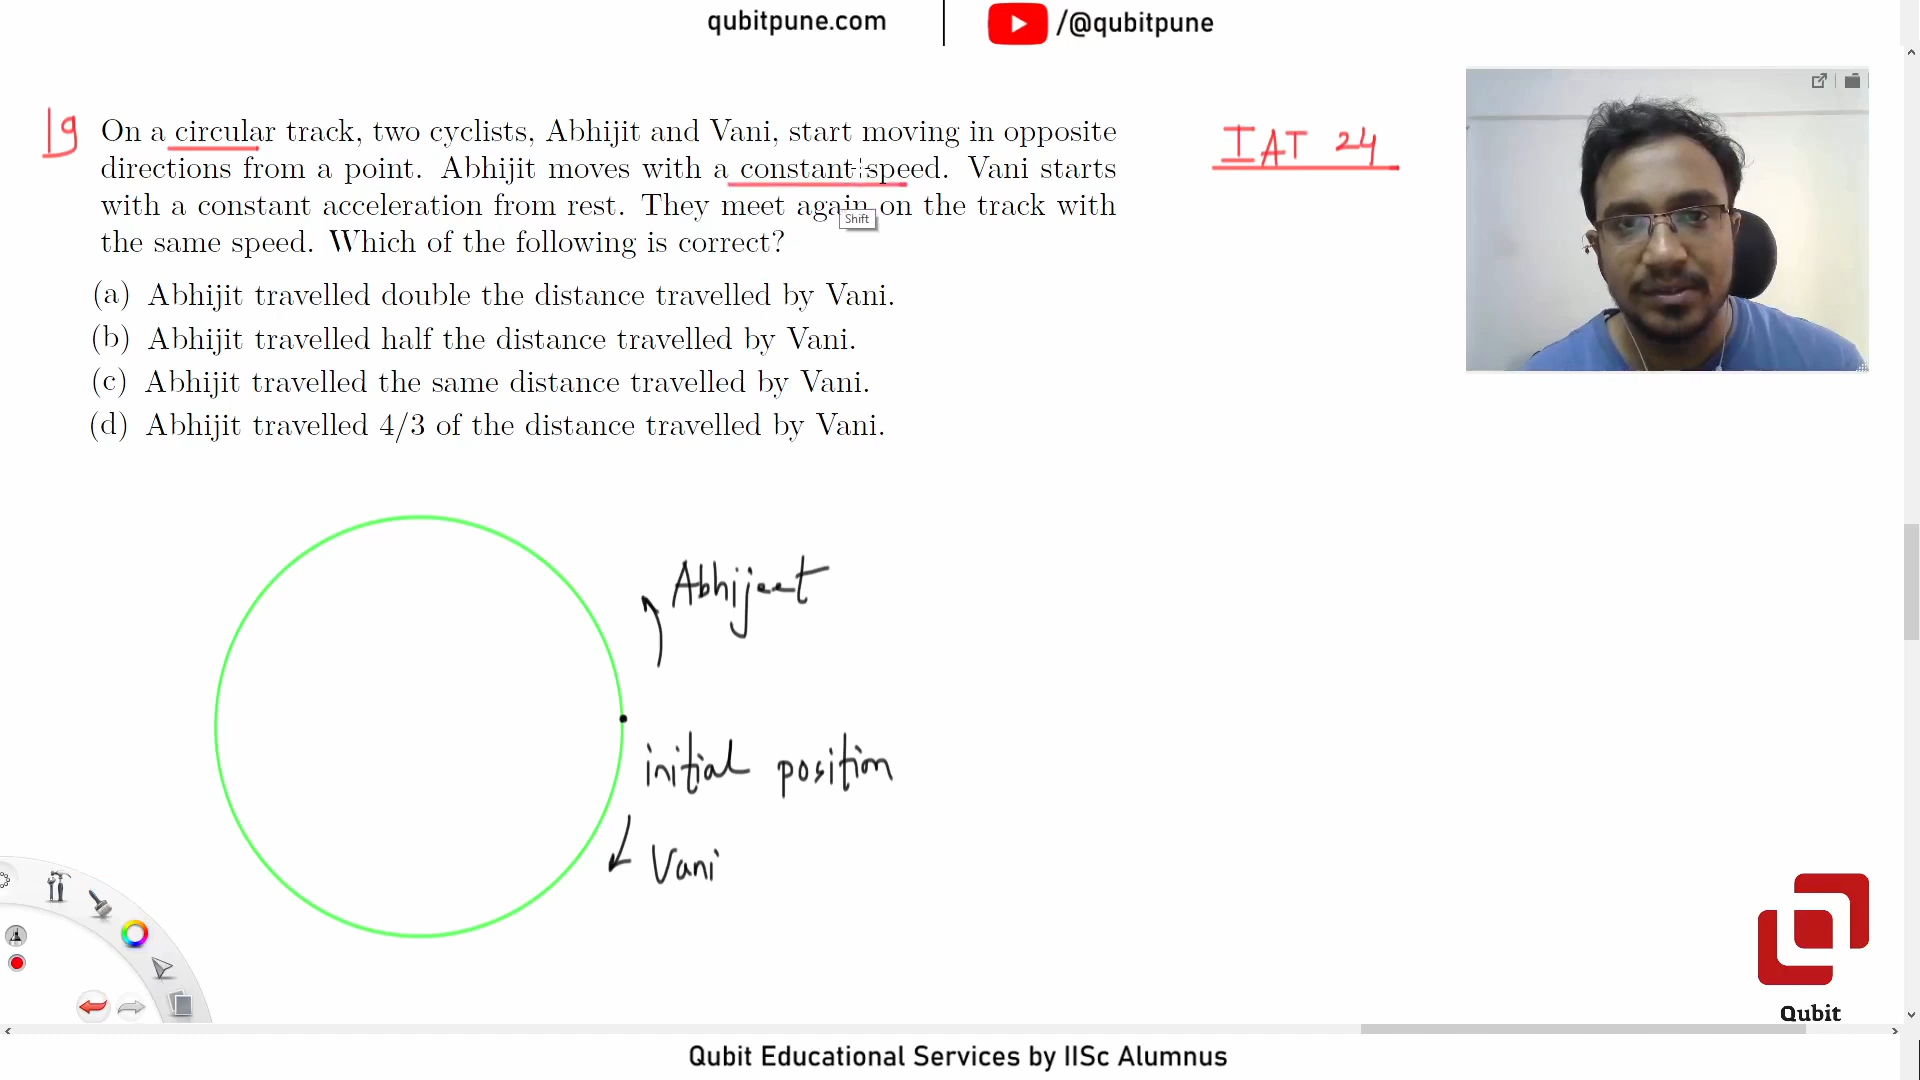 qubitpune.com
/@qubitpune
19
On a circular track, two cyclists, Abhijit and Vani, start moving in opposite
directions from a point. Abhijit moves with a constant speed. Vani starts
with a constant acceleration from rest. They meet again on the track with
the same speed. Which of the following is correct?
IAT 24
Shift
(a) Abhijit travelled double the distance travelled by Vani.
(b) Abhijit travelled half the distance travelled by Vani.
(c) Abhijit travelled the same distance travelled by Vani.
(d) Abhijit travelled 4/3 of the distance travelled by Vani.
Abhijeet
initial position
Vani
Qubit
Qubit Educational Services by IISc Alumnus